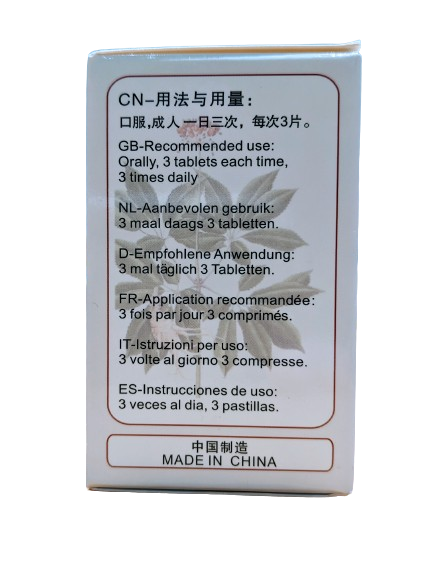 CN-用法与用量：
口服,成人一日三次，每次3片。
GB-Recommended use:
Orally, 3 tablets each time,
3 times daily
NL-Aanbevolen gebruik:
3 maal daags 3 tabletten.
D-Empfohlene Anwendung:
3 mal täglich 3 Tabletten.
FR-Application recommandée:
3 fois par jour 3 comprimés.
IT-Istruzioni per uso:
3 volte al giorno 3 compresse.
ES-Instrucciones de uso:
3 veces al dia, 3 pastillas.
中国制造
MADE IN CHINA